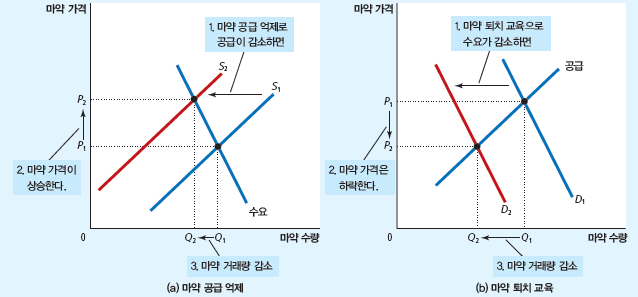 마약 가격
1. 마약 공급 억제로
공급이 감소하면
S₂
S₁
P₂
P₁
2. 마약 가격이
상승한다.
수요
0
Q₂
Q₁
마약 수량
3. 마약 거래량 감소
(a) 마약 공급 억제
마약 가격
1. 마약 퇴치 교육으로
수요가 감소하면
공급
P₁
P₂
2. 마약 가격은
하락한다.
D₂
D₁
0
Q₂
Q₁
마약 수량
3. 마약 거래량 감소
(b) 마약 퇴치 교육